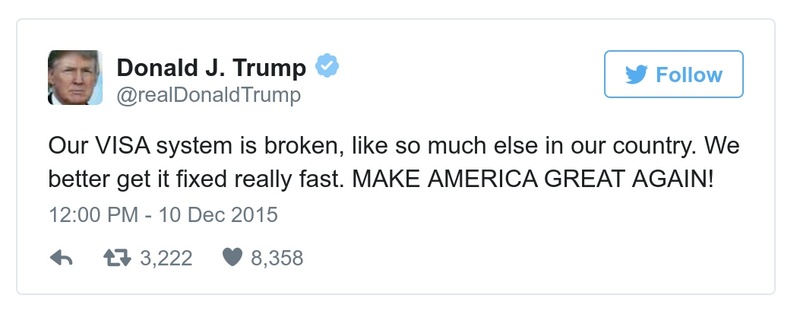 Donald J. Trump
@realDonaldTrump
Follow
Our VISA system is broken, like so much else in our country. We
better get it fixed really fast. MAKE AMERICA GREAT AGAIN!
12:00 PM - 10 Dec 2015
3,222 8,358